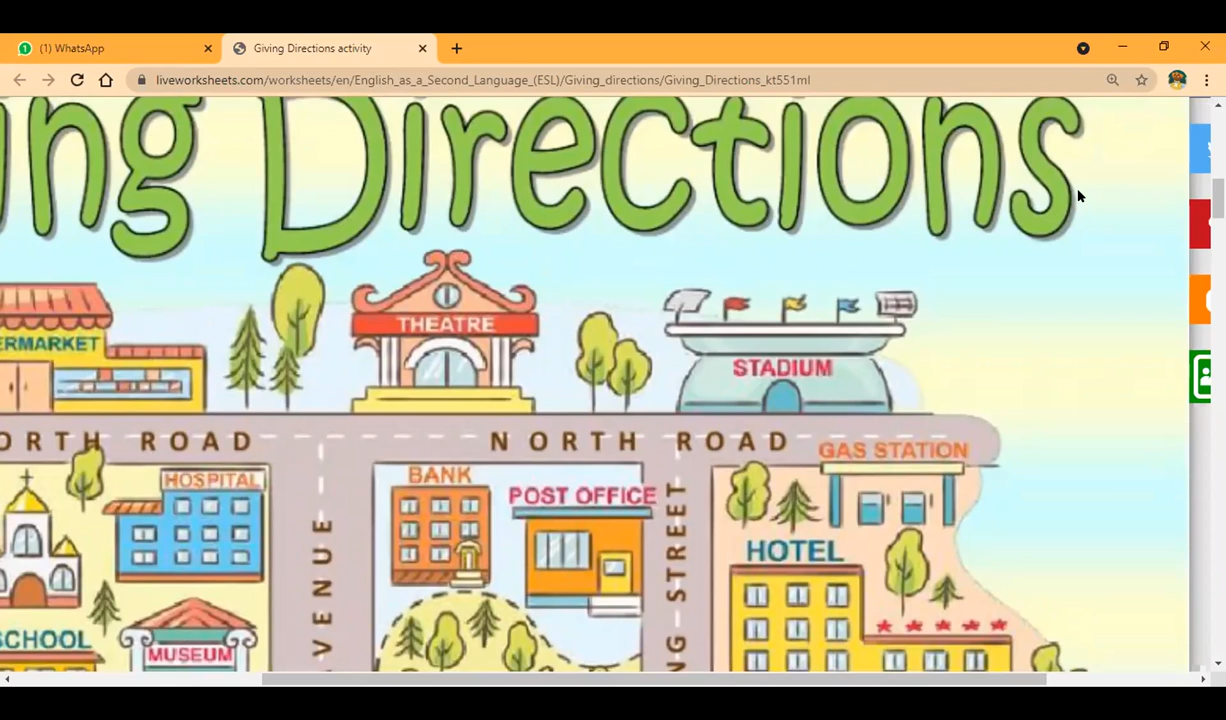 (1) WhatsApp
Giving Directions activity
liveworksheets.com/worksheets/en/English_as_a_Second_Language_(ESL)/Giving_directions/Giving_Directions_kt551ml
ing Directions
THEATRE
STADIUM
ERMARKET
ORTH ROAD
NORTH ROAD
GAS STATION
HOSPITAL
BANK
POST OFFICE
HOTEL
SCHOOL
MUSEUM
VENUE
NG-STREET